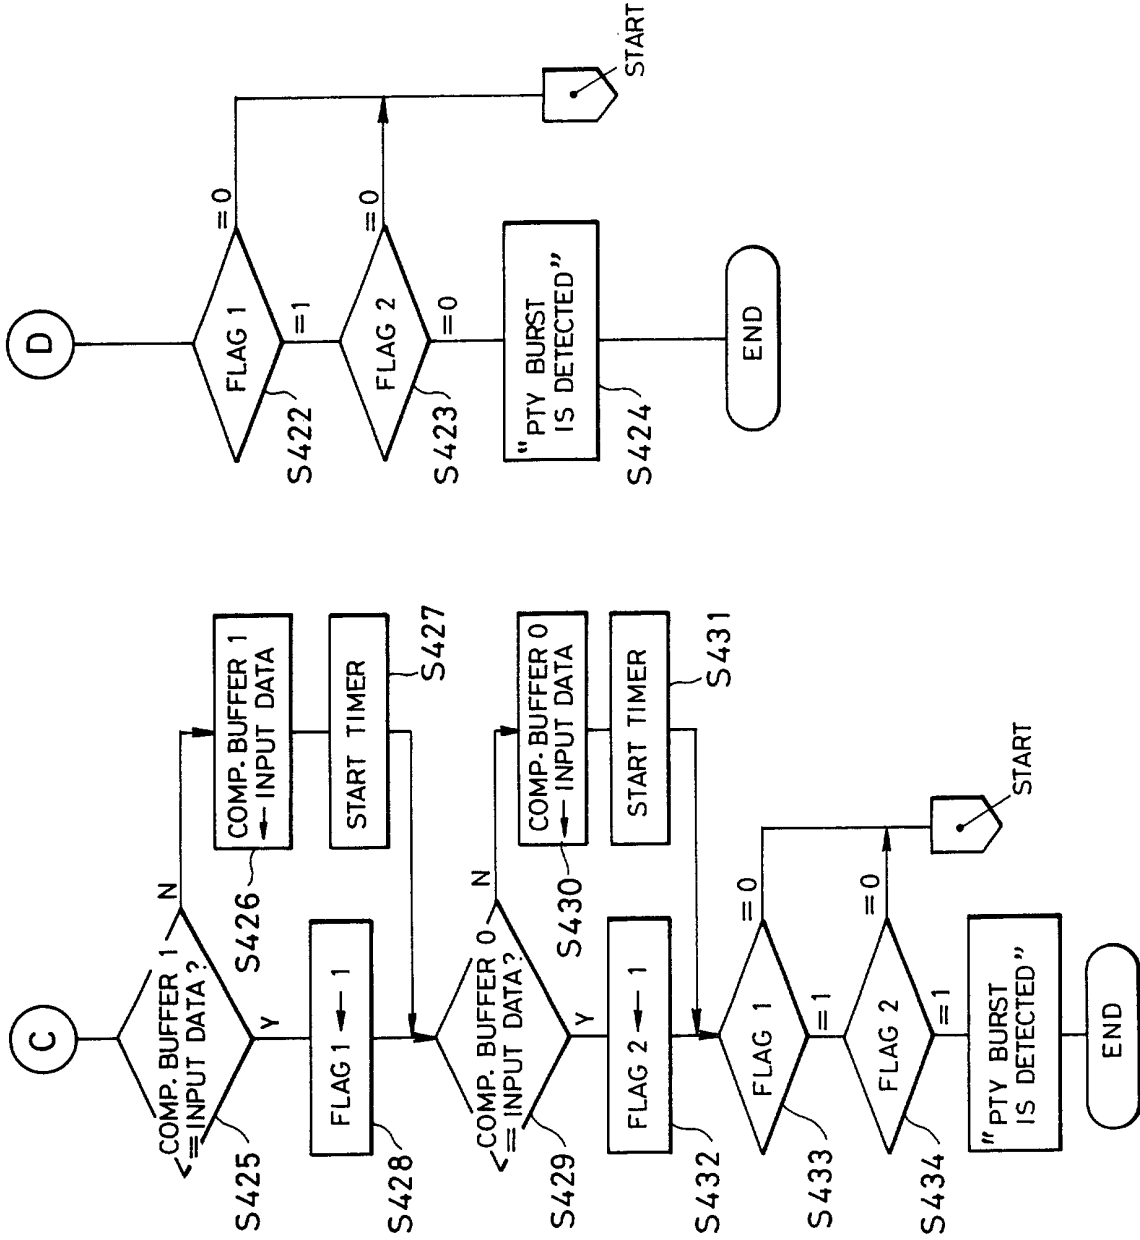 C
COMP. BUFFER 1
= INPUT DATA?
S425
N
Y
COMP. BUFFER 1
← INPUT DATA
S426
START TIMER
S427
FLAG 1 ← 1
S428
COMP. BUFFER 0
= INPUT DATA?
S429
N
Y
COMP. BUFFER 0
← INPUT DATA
S430
START TIMER
S431
FLAG 2 ← 1
S432
FLAG 1
=0
=1
S433
FLAG 2
=0
=1
S434
START
"PTY BURST
IS DETECTED"
END
D
FLAG 1
=0
=1
S422
FLAG 2
=0
=0
S423
START
"PTY BURST
IS DETECTED"
S424
END